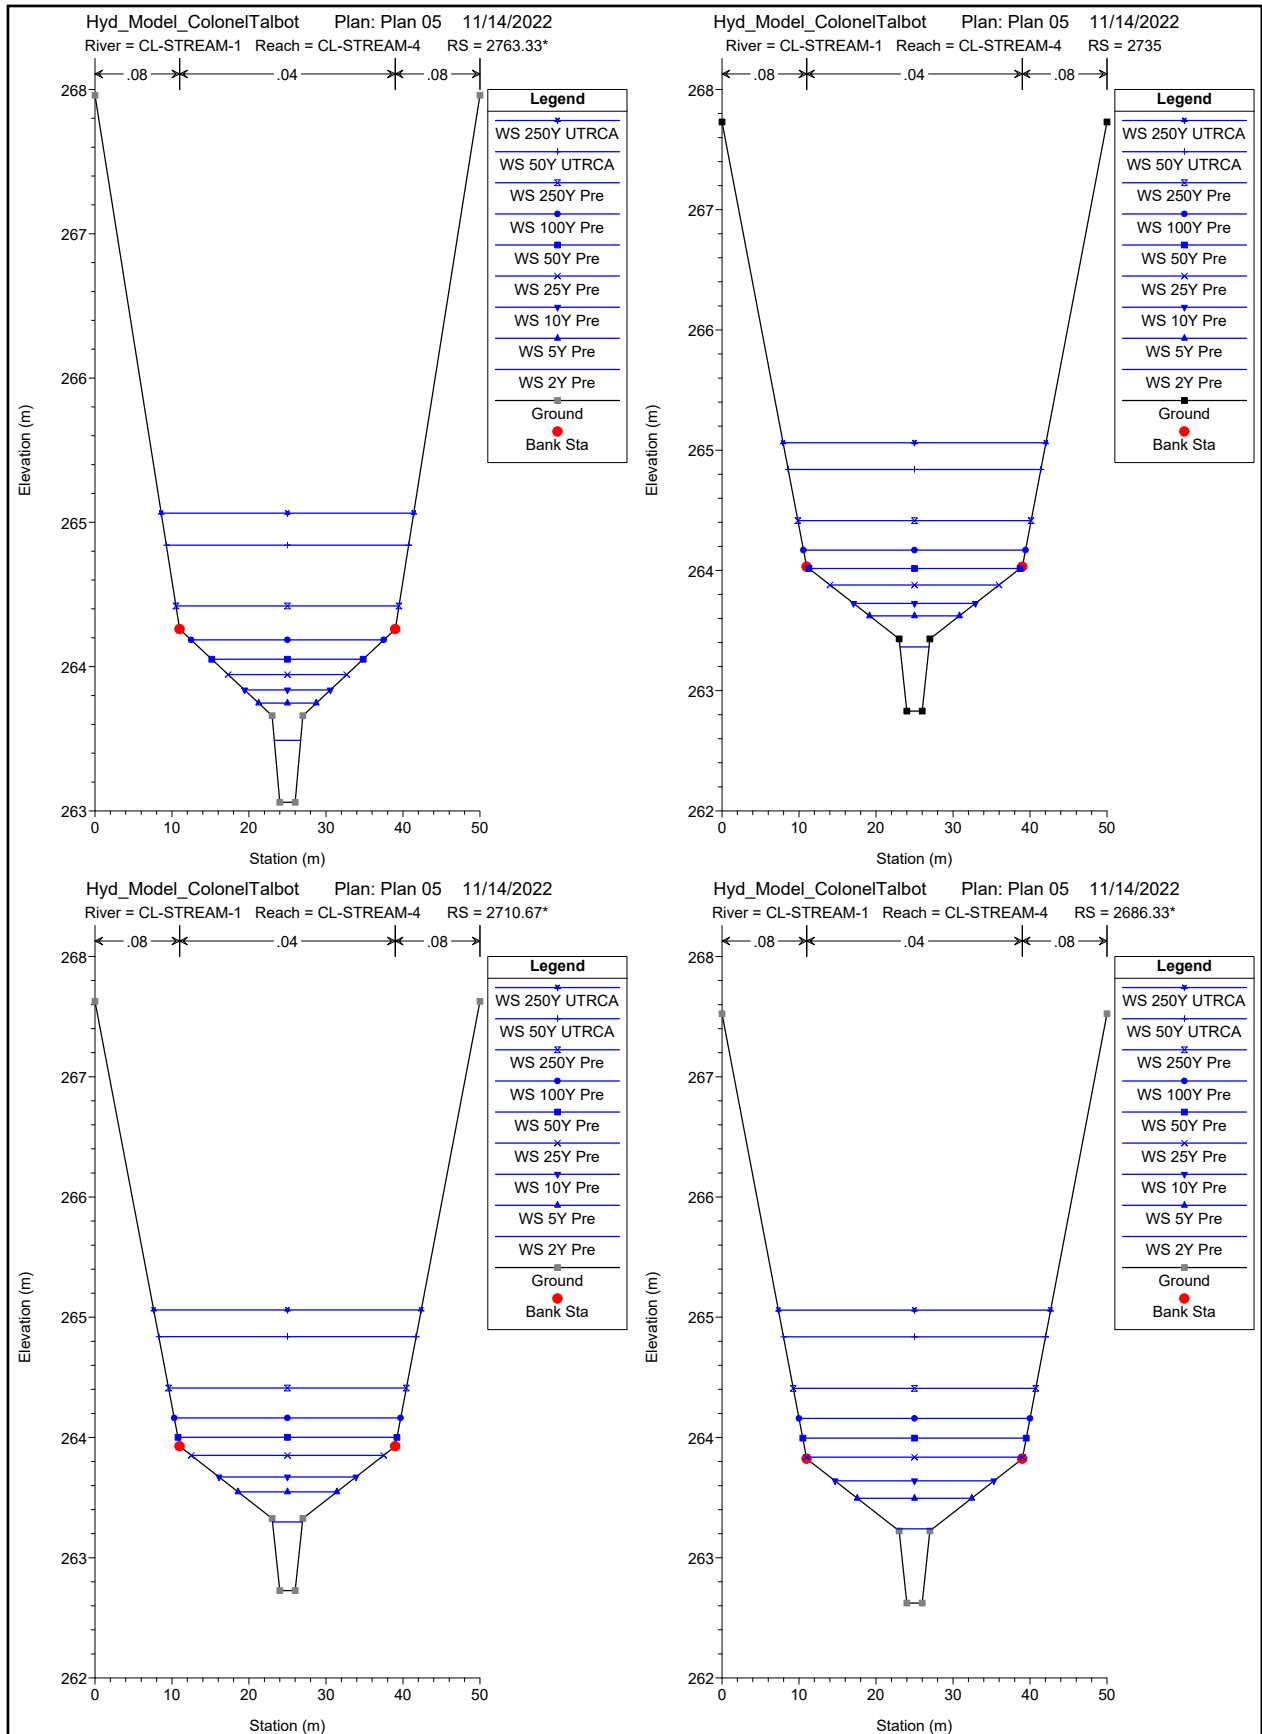 Hyd_Model_ColonelTalbot Plan: Plan 05 11/14/2022
River = CL-STREAM-1 Reach = CL-STREAM-4 RS = 2763.33*
.08 .04 .08
268
267
266
265
264
263
Elevation (m)
0 10 20 30 40 50
Station (m)
Legend
WS 250Y UTRCA
WS 50Y UTRCA
WS 250Y Pre
WS 100Y Pre
WS 50Y Pre
WS 25Y Pre
WS 10Y Pre
WS 5Y Pre
WS 2Y Pre
Ground
Bank Sta
Hyd_Model_ColonelTalbot Plan: Plan 05 11/14/2022
River = CL-STREAM-1 Reach = CL-STREAM-4 RS = 2735
.08 .04 .08
268
267
266
265
264
263
262
Elevation (m)
0 10 20 30 40 50
Station (m)
Legend
WS 250Y UTRCA
WS 50Y UTRCA
WS 250Y Pre
WS 100Y Pre
WS 50Y Pre
WS 25Y Pre
WS 10Y Pre
WS 5Y Pre
WS 2Y Pre
Ground
Bank Sta
Hyd_Model_ColonelTalbot Plan: Plan 05 11/14/2022
River = CL-STREAM-1 Reach = CL-STREAM-4 RS = 2710.67*
.08 .04 .08
268
267
266
265
264
263
262
Elevation (m)
0 10 20 30 40 50
Station (m)
Legend
WS 250Y UTRCA
WS 50Y UTRCA
WS 250Y Pre
WS 100Y Pre
WS 50Y Pre
WS 25Y Pre
WS 10Y Pre
WS 5Y Pre
WS 2Y Pre
Ground
Bank Sta
Hyd_Model_ColonelTalbot Plan: Plan 05 11/14/2022
River = CL-STREAM-1 Reach = CL-STREAM-4 RS = 2686.33*
.08 .04 .08
268
267
266
265
264
263
262
Elevation (m)
0 10 20 30 40 50
Station (m)
Legend
WS 250Y UTRCA
WS 50Y UTRCA
WS 250Y Pre
WS 100Y Pre
WS 50Y Pre
WS 25Y Pre
WS 10Y Pre
WS 5Y Pre
WS 2Y Pre
Ground
Bank Sta